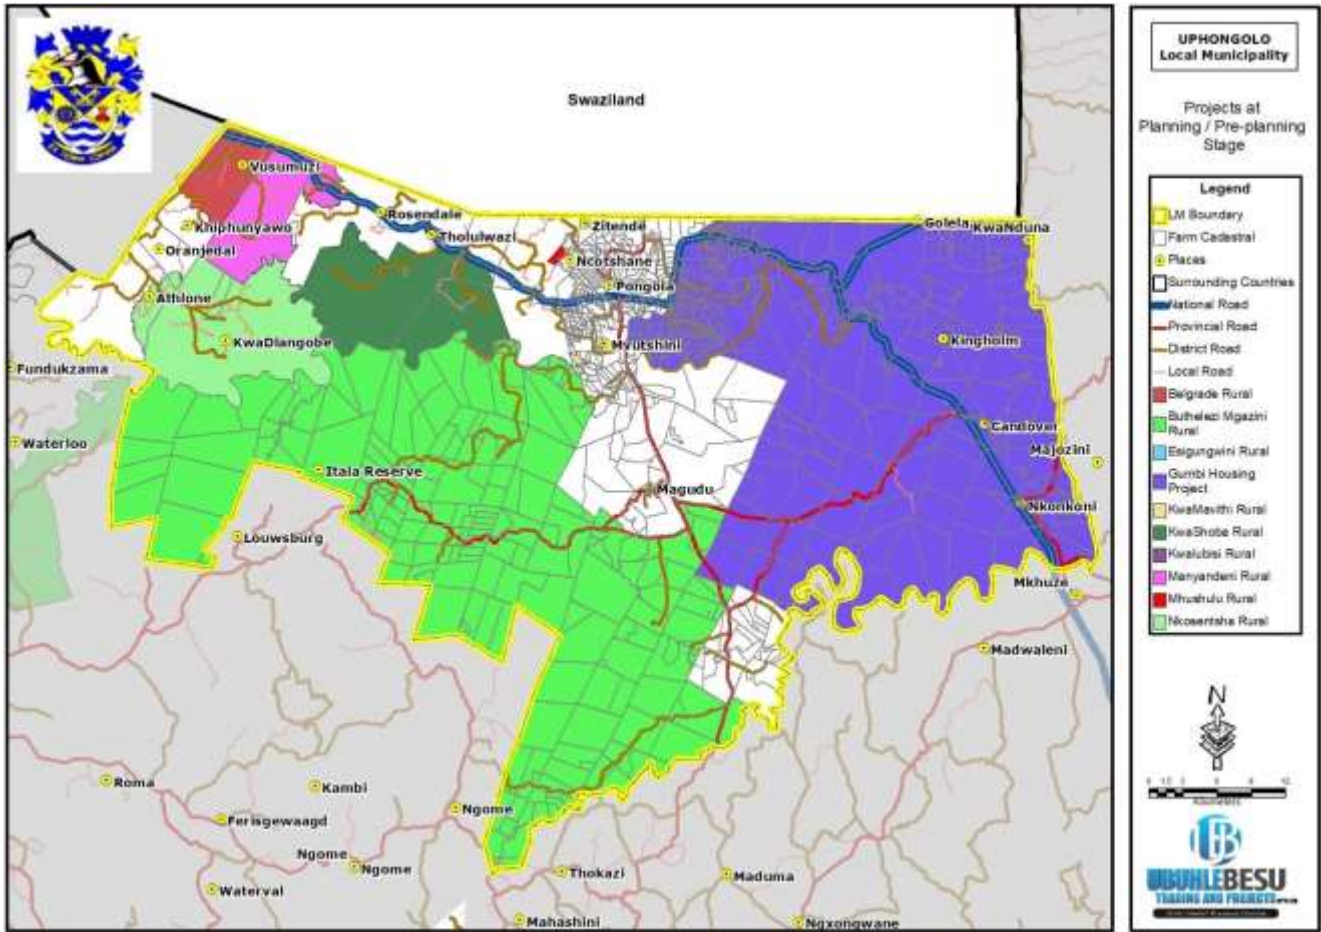 Swaziland
Vusumuzi
Khiphunyawo
Rosendale
Tholulwazi
Zitende
Golela
KwaNduna
Oranjedal
Ncotshane
Pongola
Athlone
KwaDlangobe
Mvutshini
Kingholm
Fundukzama
Waterloo
Candover
Majozini
Itala Reserve
Magudu
Nkonkoni
Louwsburg
Mkhuze
Madwaleni
Roma
Kambi
Ngome
Ferisgewaagd
Ngome
Ngome
Waterval
Thokazi
Maduma
Mahashini
Ngxongwane
UPHONGOLO
Local Municipality
Projects at
Planning / Pre-planning
Stage
Legend
LM Boundary
Farm Cadastral
Places
Surrounding Countries
National Road
Provincial Road
District Road
Local Road
Belgrade Rural
Buthelezi Mgazini
Rural
Esigungwini Rural
Gumbi Housing
Project
KwaMavithi Rural
KwaShoba Rural
Kwalubisi Rural
Manyandeni Rural
Mhushulu Rural
Nkosentsha Rural
N
Kilometers
UBUHLEBESU
TRADING AND PROJECTS